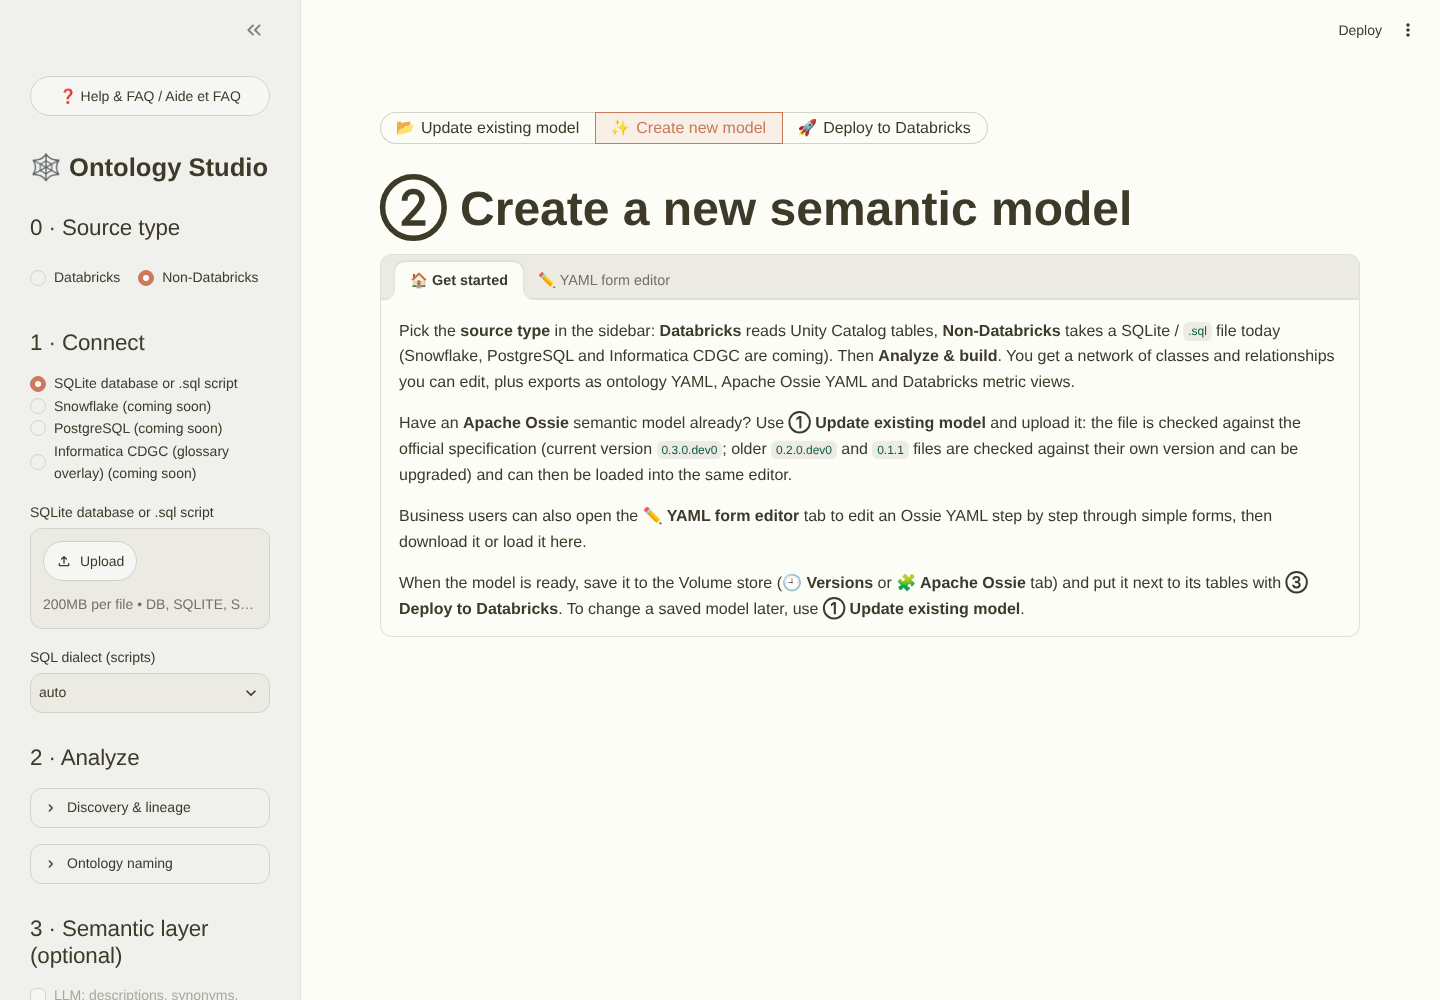 ❓ Help & FAQ / Aide et FAQ
🕸️ Ontology Studio
0 · Source type
Databricks
Non-Databricks
1 · Connect
SQLite database or .sql script
Snowflake (coming soon)
PostgreSQL (coming soon)
Informatica CDGC (glossary
overlay) (coming soon)
SQLite database or .sql script
Upload
200MB per file • DB, SQLITE, S…
SQL dialect (scripts)
auto
2 · Analyze
Discovery & lineage
Ontology naming
3 · Semantic layer
(optional)
LLM: descriptions, synonyms,
Deploy
📂 Update existing model
✨ Create new model
🚀 Deploy to Databricks
② Create a new semantic model
🏠 Get started
✏️ YAML form editor
Pick the source type in the sidebar: Databricks reads Unity Catalog tables, Non-Databricks takes a SQLite / .sql file today
(Snowflake, PostgreSQL and Informatica CDGC are coming). Then Analyze & build. You get a network of classes and relationships
you can edit, plus exports as ontology YAML, Apache Ossie YAML and Databricks metric views.
Have an Apache Ossie semantic model already? Use ① Update existing model and upload it: the file is checked against the
official specification (current version 0.3.0.dev0; older 0.2.0.dev0 and 0.1.1 files are checked against their own version and can be
upgraded) and can then be loaded into the same editor.
Business users can also open the ✏️ YAML form editor tab to edit an Ossie YAML step by step through simple forms, then
download it or load it here.
When the model is ready, save it to the Volume store (🕘 Versions or 🧩 Apache Ossie tab) and put it next to its tables with ③
Deploy to Databricks. To change a saved model later, use ① Update existing model.